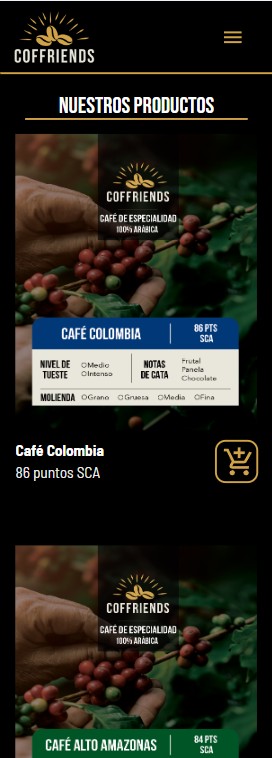 COFFRIENDS
NUESTROS PRODUCTOS
COFFRIENDS
CAFÉ DE ESPECIALIDAD
100% ARÁBICA
CAFÉ COLOMBIA
86 PTS
SCA
NIVEL DE
TUESTE
Medio
Intenso
NOTAS
DE CATA
Frutal
Panela
Chocolate
MOLIENDA Grano Gruesa Media Fina
Café Colombia
86 puntos SCA
COFFRIENDS
CAFÉ DE ESPECIALIDAD
100% ARÁBICA
CAFÉ ALTO AMAZONAS
84 PTS
SCA